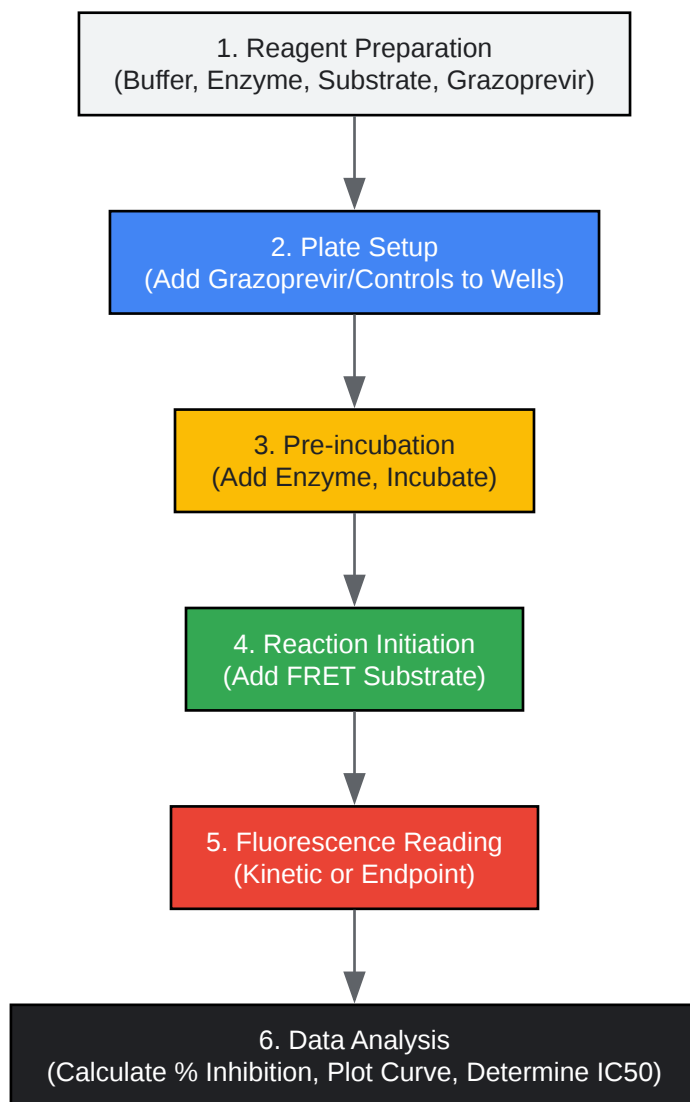 1. Reagent Preparation
(Buffer, Enzyme, Substrate, Grazoprevir)
2. Plate Setup
(Add Grazoprevir/Controls to Wells)
3. Pre-incubation
(Add Enzyme, Incubate)
4. Reaction Initiation
(Add FRET Substrate)
5. Fluorescence Reading
(Kinetic or Endpoint)
6. Data Analysis
(Calculate % Inhibition, Plot Curve, Determine IC50)